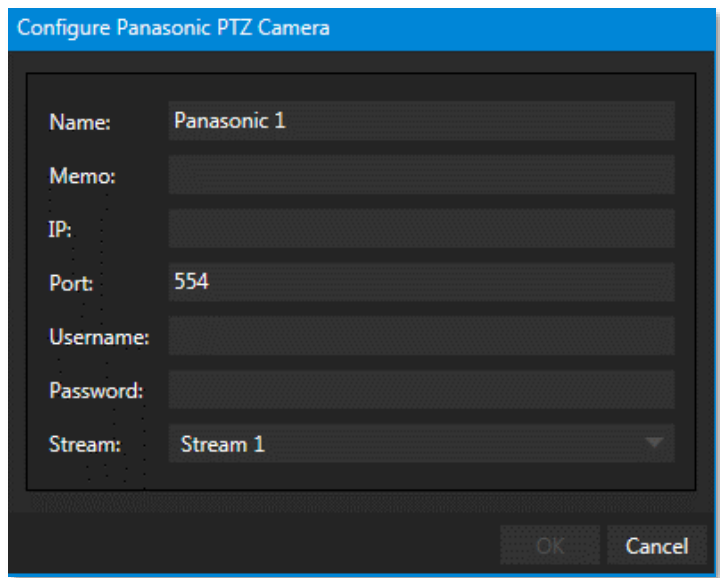 Configure Panasonic PTZ Camera
Name: Panasonic 1
Memo:
IP:
Port: 554
Username:
Password:
Stream: Stream 1
OK Cancel